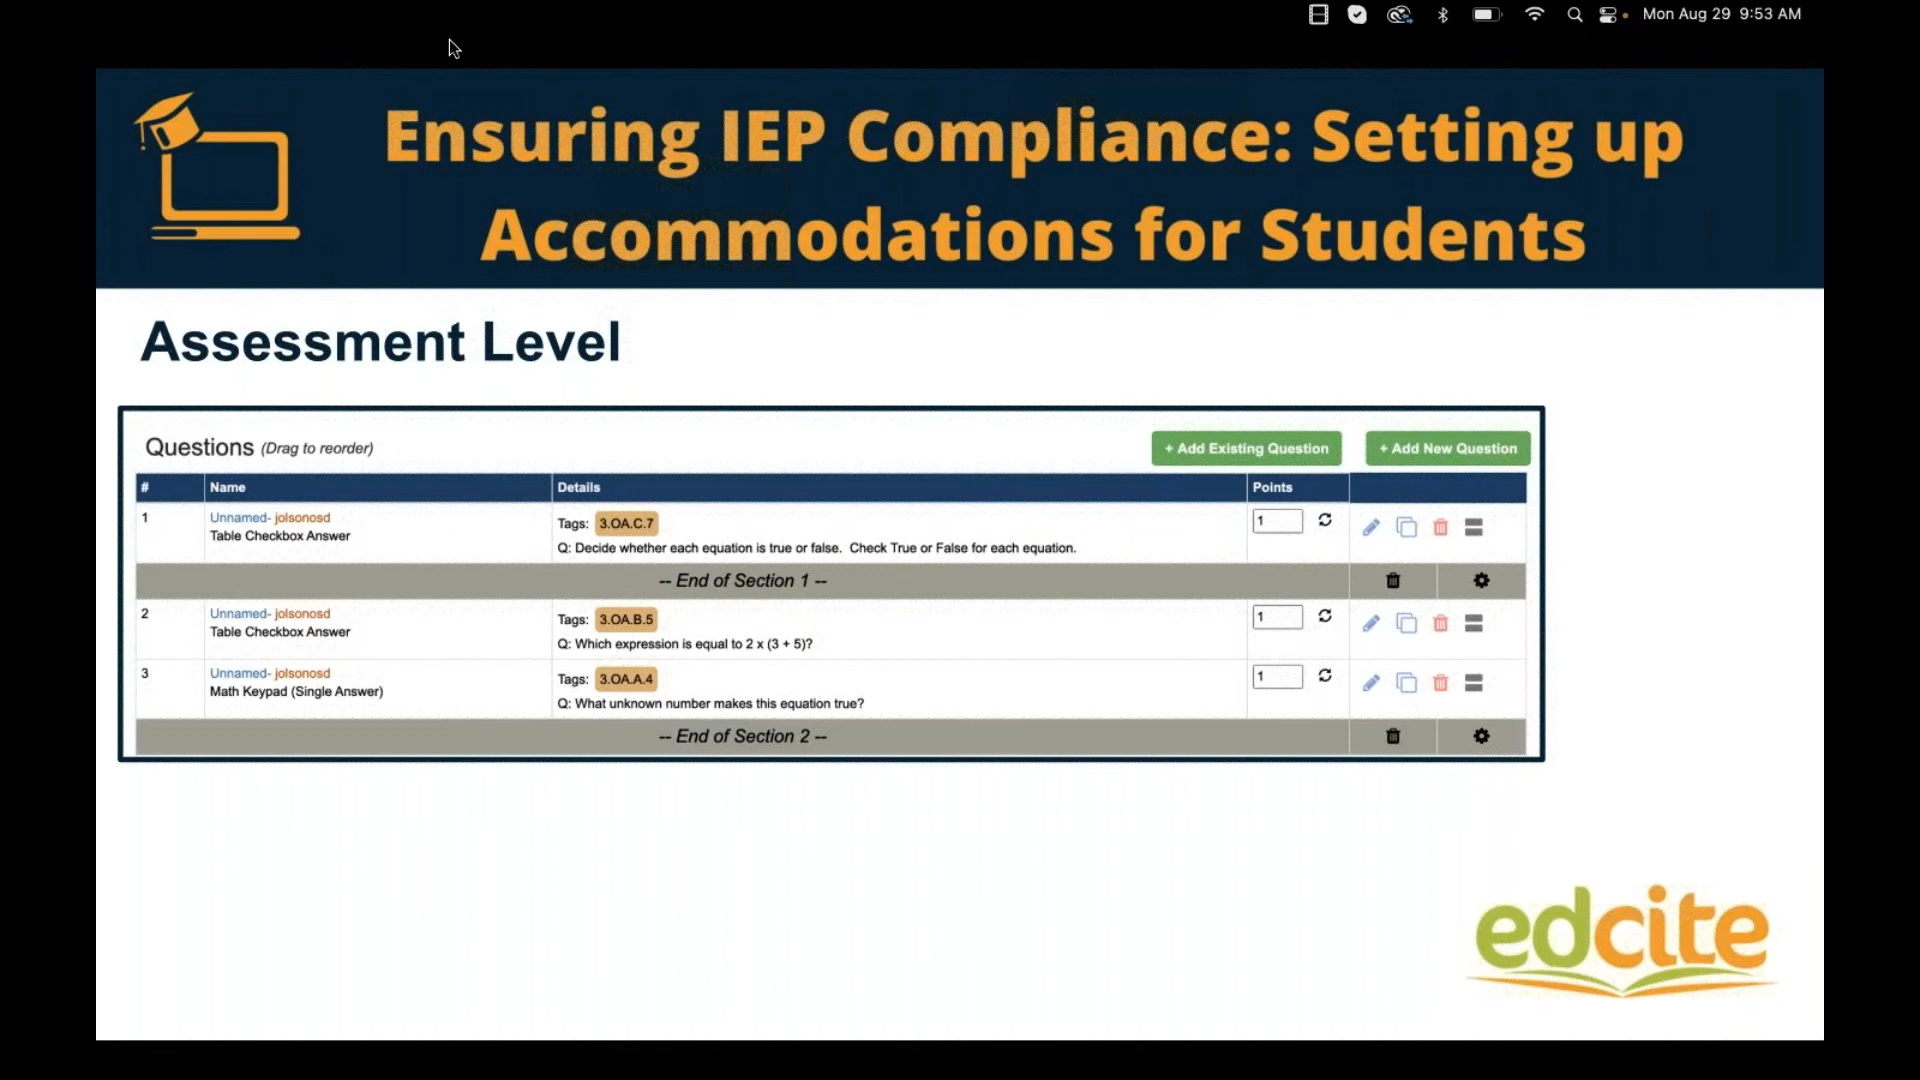 Mon Aug 29 9:53 AM
Ensuring IEP Compliance: Setting up
Accommodations for Students
Assessment Level
Questions (Drag to reorder)
+ Add Existing Question
+ Add New Question
# Name Details Points
1 Unnamed- jolsonosd Tags: 3.OA.C.7 1
Table Checkbox Answer
Q: Decide whether each equation is true or false. Check True or False for each equation.
-- End of Section 1 --
2 Unnamed- jolsonosd Tags: 3.OA.B.5 1
Table Checkbox Answer
Q: Which expression is equal to 2 x (3 + 5)?
3 Unnamed- jolsonosd Tags: 3.OA.A.4 1
Math Keypad (Single Answer)
Q: What unknown number makes this equation true?
-- End of Section 2 --
edcite